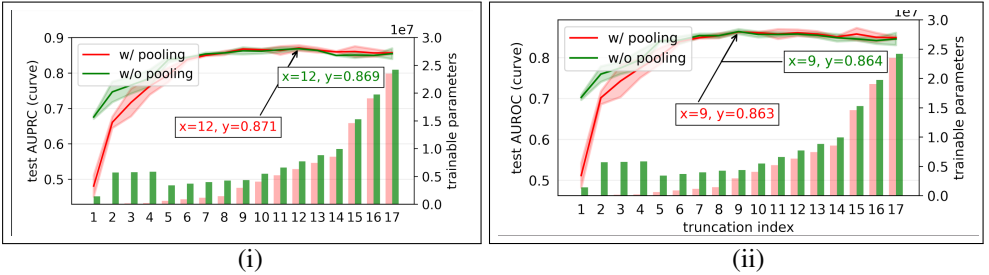 1e7
0.9
0.8
0.7
0.6
0.5
test AUPRC (curve)
w/ pooling
w/o pooling
x=12, y=0.869
x=12, y=0.871
3.0
2.5
2.0
1.5
1.0
0.5
0.0
trainable parameters
1 2 3 4 5 6 7 8 9 10 11 12 13 14 15 16 17
(i)
1e7
0.8
0.7
0.6
0.5
test AUROC (curve)
w/ pooling
w/o pooling
x=9, y=0.864
x=9, y=0.863
3.0
2.5
2.0
1.5
1.0
0.5
0.0
trainable parameters
1 2 3 4 5 6 7 8 9 10 11 12 13 14 15 16 17
truncation index
(ii)